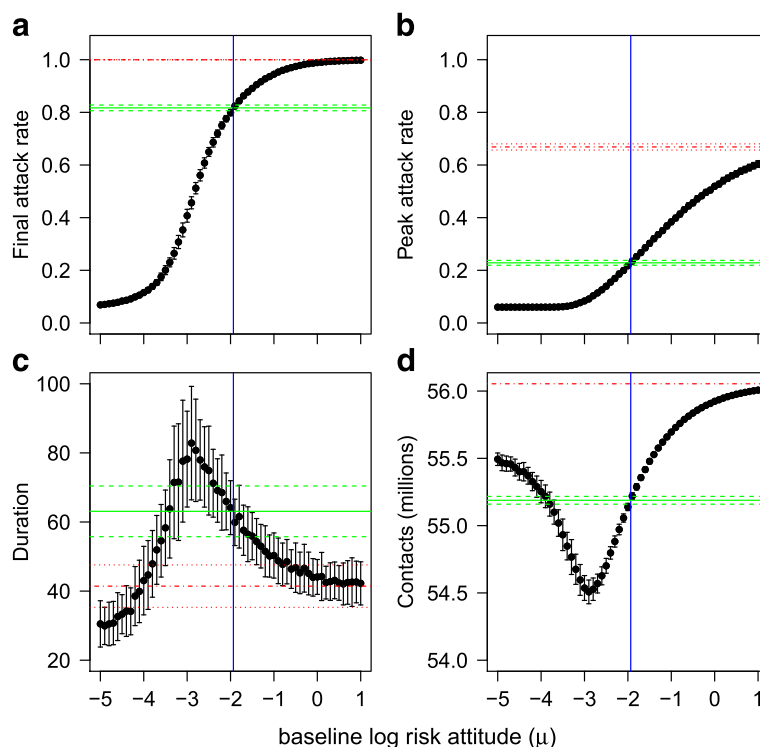 a
b
Final attack rate
1.0
0.8
0.6
0.4
0.2
0.0
Peak attack rate
1.0
0.8
0.6
0.4
0.2
0.0
c
d
Duration
100
80
60
40
20
−5 −4 −3 −2 −1 0 1
Contacts (millions)
56.0
55.5
55.0
54.5
54.0
−5 −4 −3 −2 −1 0 1
baseline log risk attitude (μ)